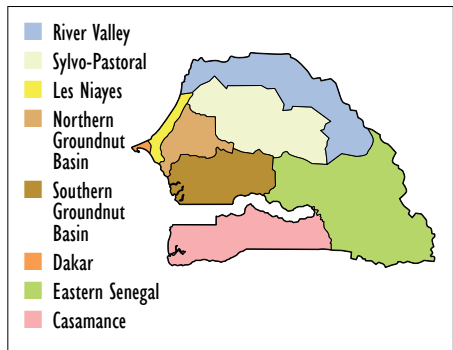 River Valley
Sylvo-Pastoral
Les Niayes
Northern
Groundnut
Basin
Southern
Groundnut
Basin
Dakar
Eastern Senegal
Casamance